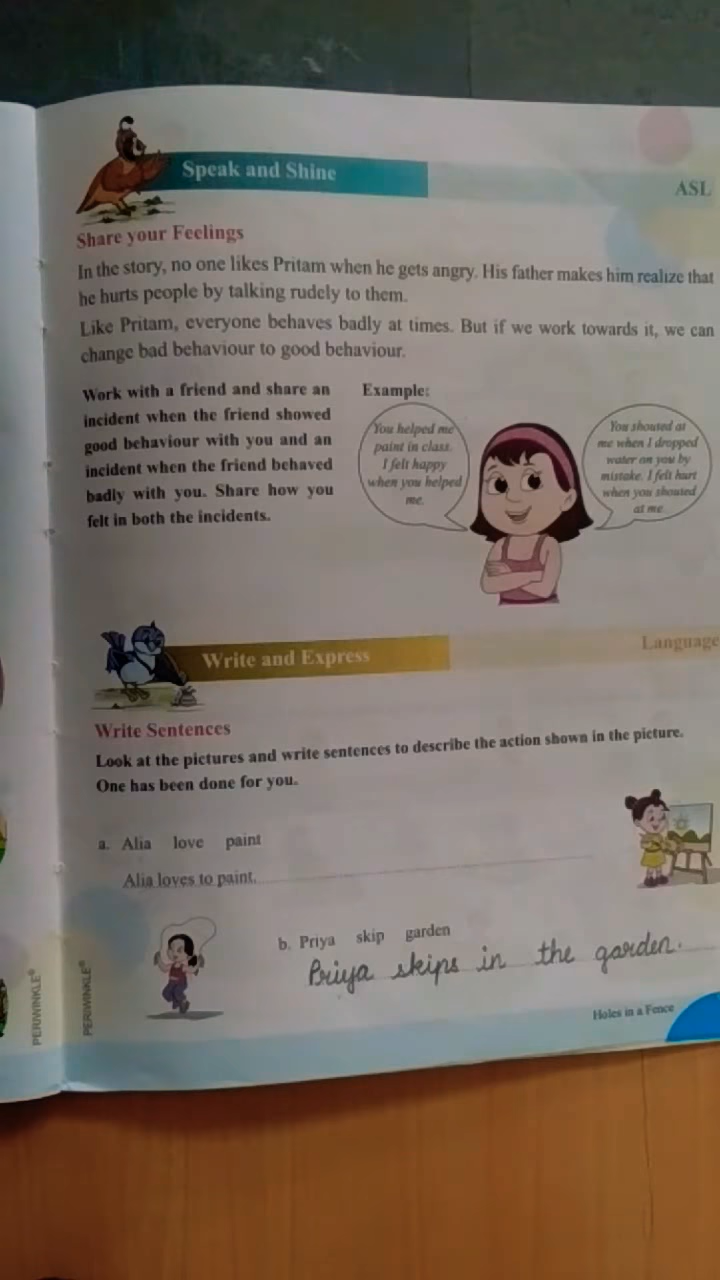 Speak and Shine
ASL
Share your Feelings
In the story, no one likes Pritam when he gets angry. His father makes him realize that
he hurts people by talking rudely to them.
Like Pritam, everyone behaves badly at times. But if we work towards it, we can
change bad behaviour to good behaviour.
Work with a friend and share an
incident when the friend showed
good behaviour with you and an
incident when the friend behaved
badly with you. Share how you
felt in both the incidents.
Example:
You helped me
paint in class.
I felt happy
when you helped
me.
You shouted at
me when I dropped
water on you by
mistake. I felt hurt
when you shouted
at me.
Write and Express
Language
Write Sentences
Look at the pictures and write sentences to describe the action shown in the picture.
One has been done for you.
a. Alia love paint
Alia loves to paint.
b. Priya skip garden
Priya skips in the garden.
Holes in a Fence
PERIWINKLE®
PERIWINKLE®